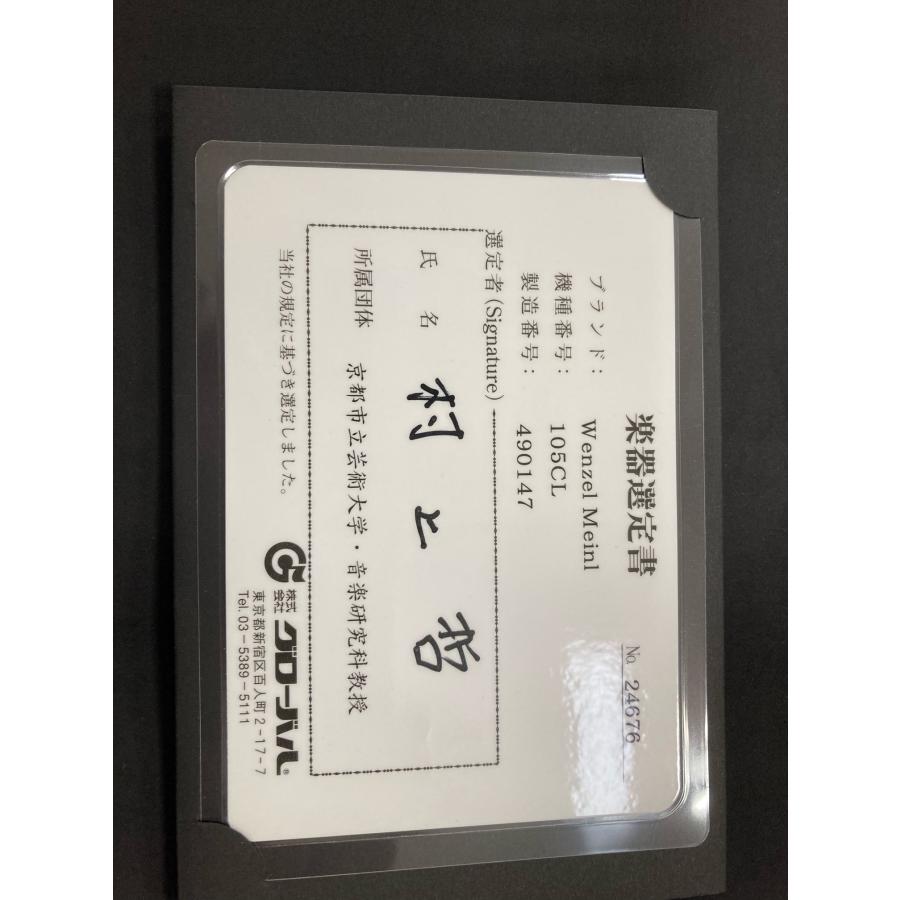 楽器選定書
No. 24676
ブランド: Wenzel Meinl
機種番号: 105CL
製造番号: 490147
選定者(Signature)
氏 名 村上 哲
所属団体 京都市立芸術大学・音楽研究科教授
当社の規定に基づき選定しました。
株式会社 グローバル®
東京都新宿区百人町2-17-7
Tel. 03-5389-5111